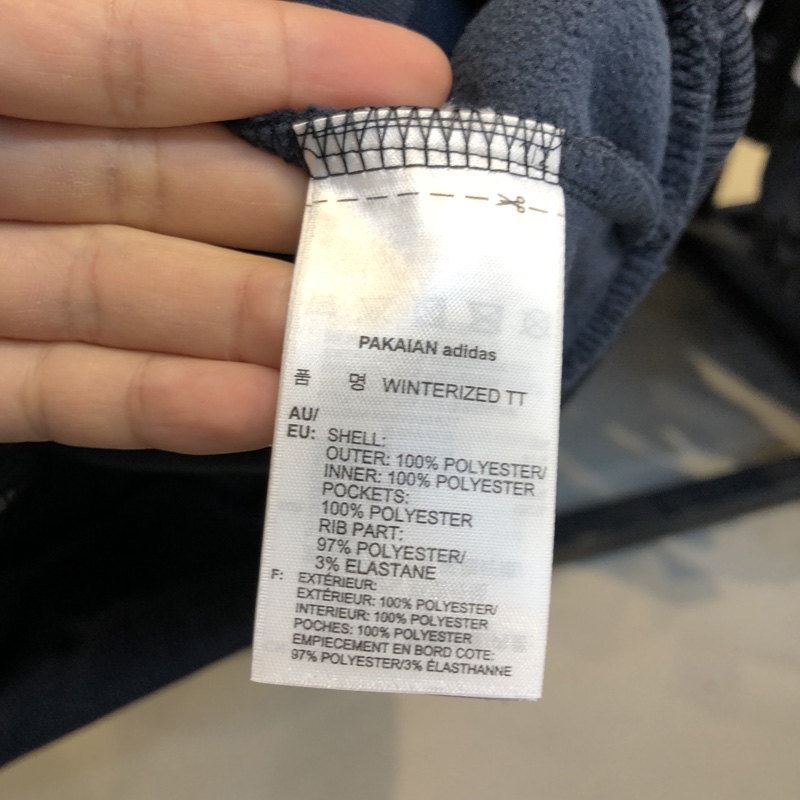 PAKAIAN adidas
품 명 WINTERIZED TT
AU/
EU: SHELL:
OUTER: 100% POLYESTER/
INNER: 100% POLYESTER
POCKETS:
100% POLYESTER
RIB PART:
97% POLYESTER/
3% ELASTANE
F: EXTÉRIEUR:
EXTÉRIEUR: 100% POLYESTER/
INTERIEUR: 100% POLYESTER
POCHES: 100% POLYESTER
EMPIECEMENT EN BORD COTE:
97% POLYESTER/3% ÉLASTHANNE